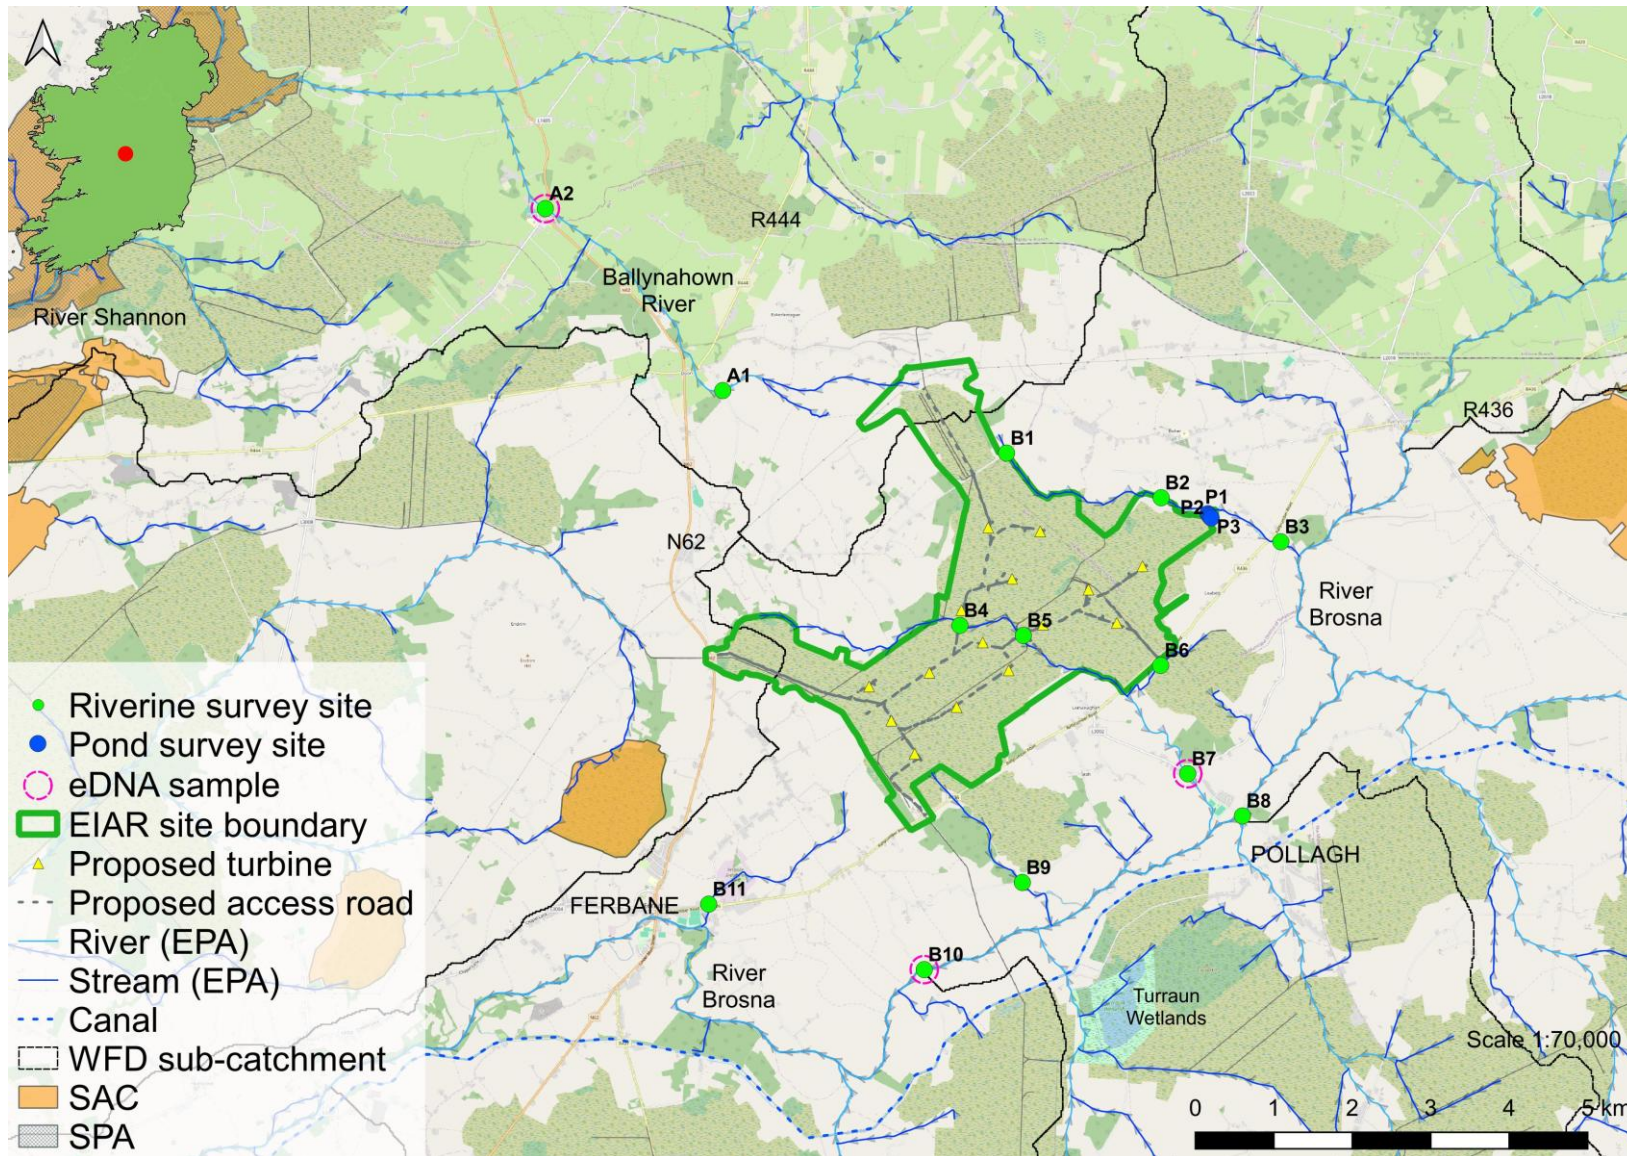 A2
R444
Ballynahown
River
River Shannon
A1
R436
B1
B2
P1
P2
P3
B3
N62
River
Brosna
B4
B5
B6
B7
B8
POLLAGH
B9
B11
FERBANE
B10
River
Brosna
Turraun
Wetlands
Riverine survey site
Pond survey site
eDNA sample
EIAR site boundary
Proposed turbine
Proposed access road
River (EPA)
Stream (EPA)
Canal
WFD sub-catchment
SAC
SPA
Scale 1:70,000
0 1 2 3 4 5 km